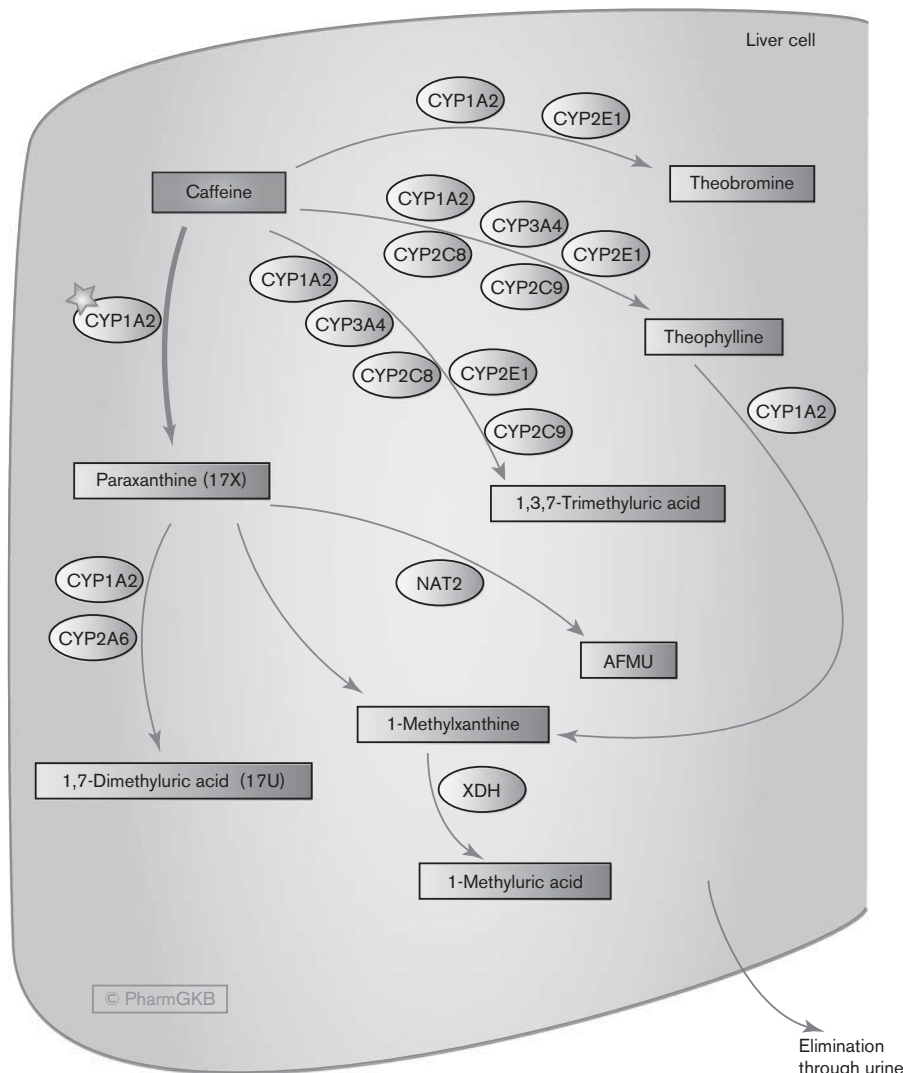 Liver cell
CYP1A2
CYP2E1
Theobromine
Caffeine
CYP1A2
CYP3A4
CYP2C8
CYP2E1
CYP2C9
CYP1A2
CYP3A4
CYP2C8
CYP2E1
CYP2C9
CYP1A2
Theophylline
CYP1A2
Paraxanthine (17X)
1,3,7-Trimethyluric acid
CYP1A2
CYP2A6
NAT2
AFMU
1-Methylxanthine
1,7-Dimethyluric acid (17U)
XDH
1-Methyluric acid
© PharmGKB
Elimination
through urine